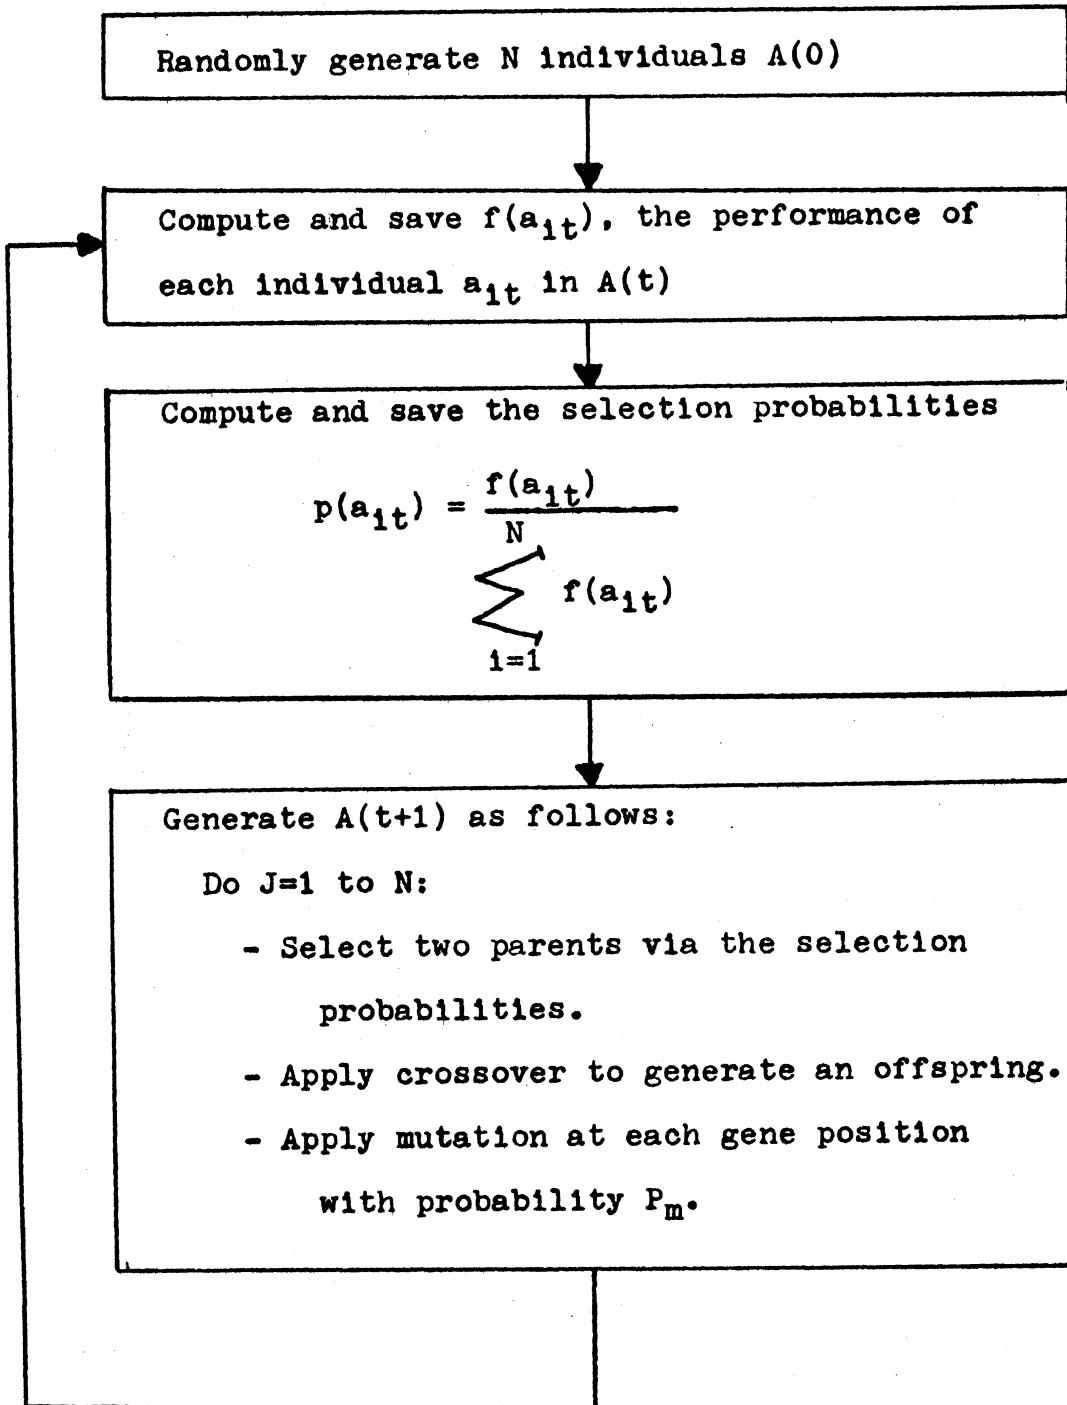 Randomly generate N individuals A(0)
Compute and save f(a_it), the performance of
each individual a_it in A(t)
Compute and save the selection probabilities
p(a_it) = f(a_it)
N
∑ f(a_it)
i=1
Generate A(t+1) as follows:
Do J=1 to N:
- Select two parents via the selection
probabilities.
- Apply crossover to generate an offspring.
- Apply mutation at each gene position
with probability P_m.